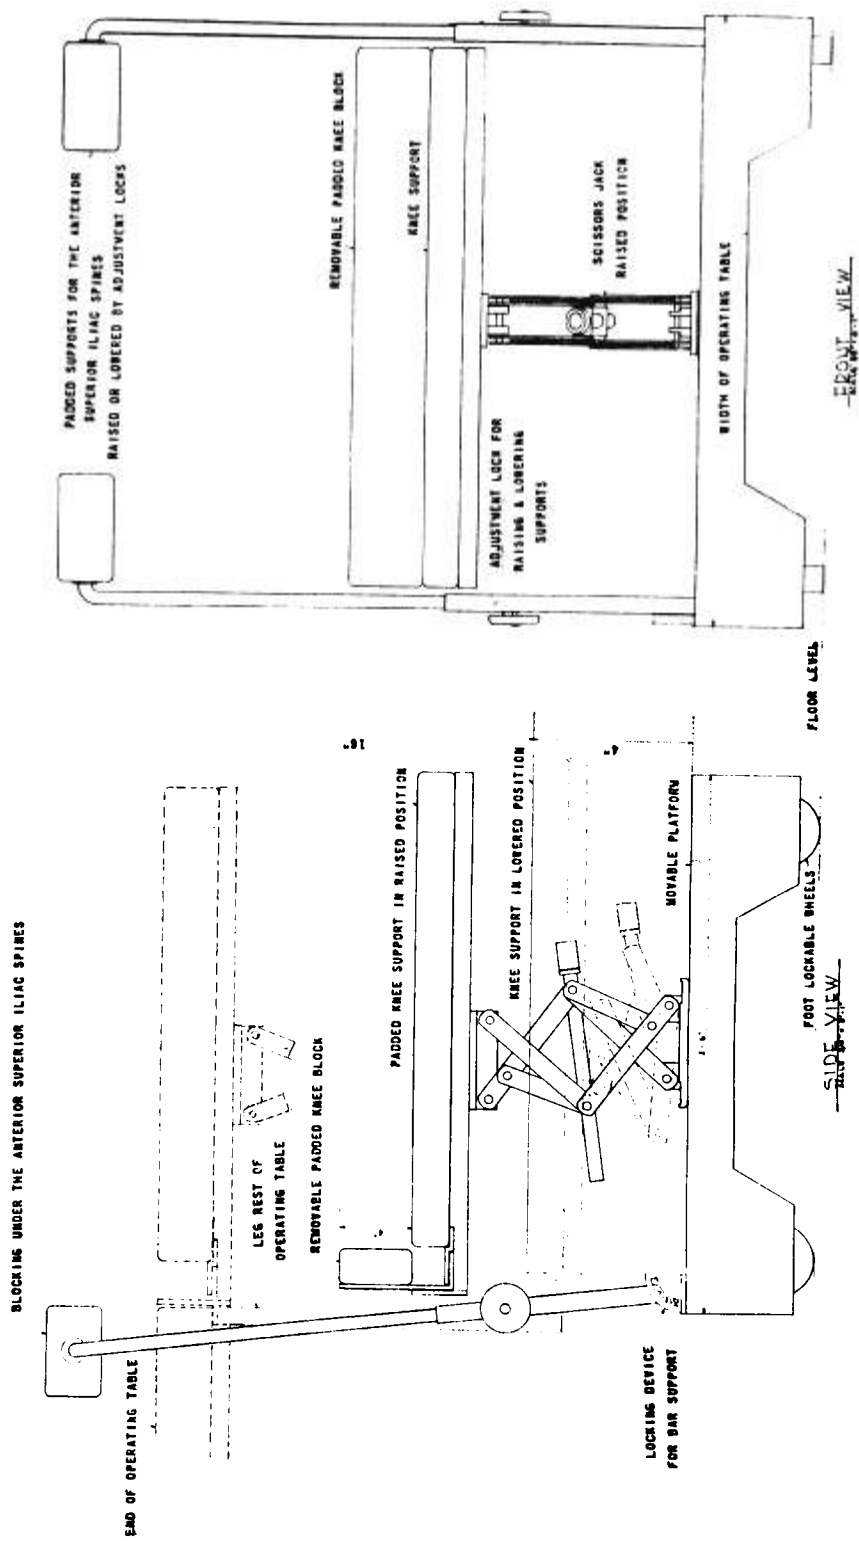 BLOCKING UNDER THE ANTERIOR SUPERIOR ILIAC SPINES
END OF OPERATING TABLE
LEG REST OF
OPERATING TABLE
REMOVABLE PADDED KNEE BLOCK
4"
16"
PADDED KNEE SUPPORT IN RAISED POSITION
KNEE SUPPORT IN LOWERED POSITION
4"
LOCKING DEVICE
FOR BAR SUPPORT
MOVABLE PLATFORM
FOOT LOCKABLE WHEELS
FLOOR LEVEL
SIDE VIEW
PADDED SUPPORTS FOR THE ANTERIOR
SUPERIOR ILIAC SPINES
RAISED OR LOWERED BY ADJUSTMENT LOCKS
REMOVABLE PADDED KNEE BLOCK
KNEE SUPPORT
ADJUSTMENT LOCK FOR
RAISING & LOWERING
SUPPORTS
SCISSORS JACK
RAISED POSITION
WIDTH OF OPERATING TABLE
FRONT VIEW